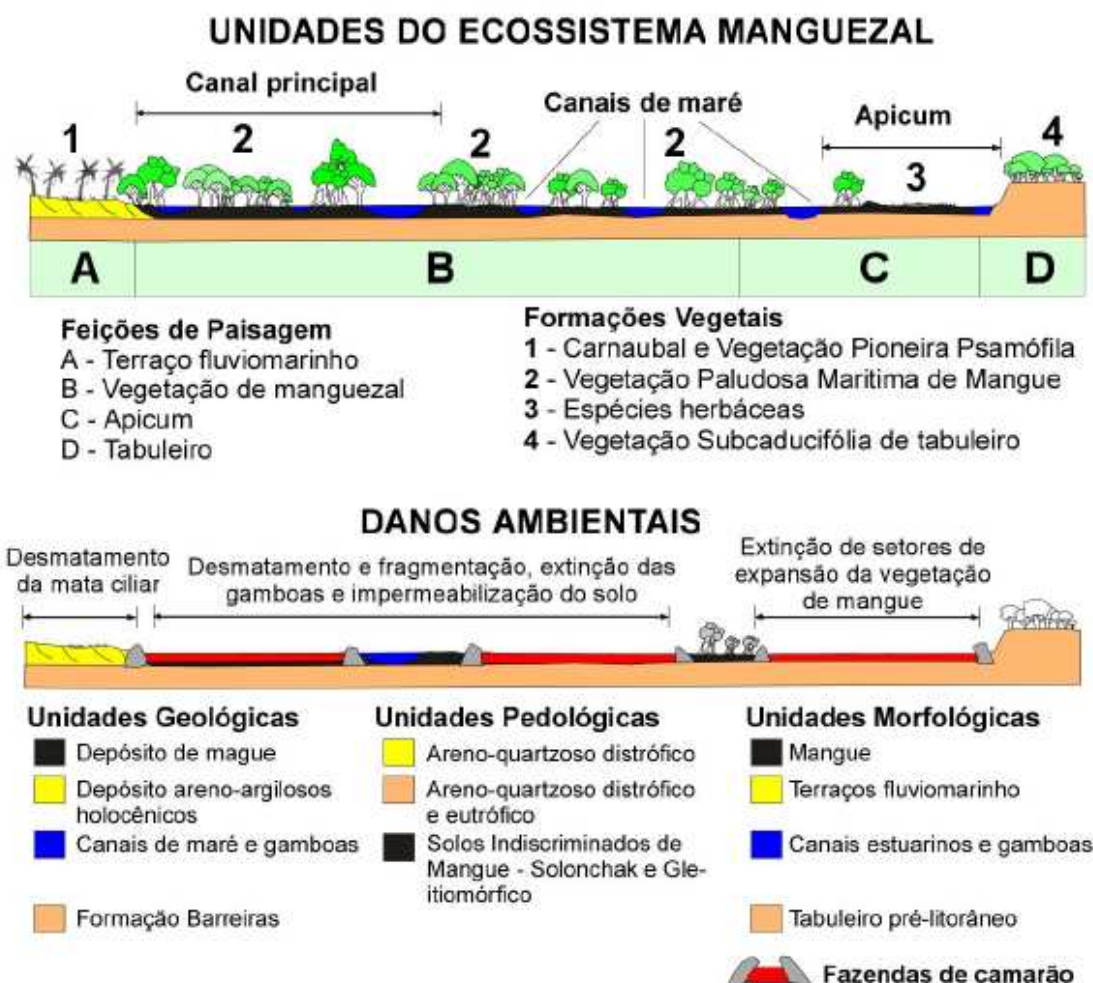 UNIDADES DO ECOSSISTEMA MANGUEZAL
Canal principal
Canais de maré
Apicum
1
2
2
2
3
4
A
B
C
D
Feições de Paisagem
A - Terraço fluviomarinho
B - Vegetação de manguezal
C - Apicum
D - Tabuleiro
Formações Vegetais
1 - Carnaubal e Vegetação Pioneira Psamófila
2 - Vegetação Paludosa Maritima de Mangue
3 - Espécies herbáceas
4 - Vegetação Subcaducifólia de tabuleiro
DANOS AMBIENTAIS
Desmatamento
da mata ciliar
Desmatamento e fragmentação, extinção das
gamboas e impermeabilização do solo
Extinção de setores de
expansão da vegetação
de mangue
Unidades Geológicas
Depósito de mague
Depósito areno-argilosos
holocênicos
Canais de maré e gamboas
Formação Barreiras
Unidades Pedológicas
Areno-quartzoso distrófico
Areno-quartzoso distrófico
e eutrófico
Solos Indiscriminados de
Mangue - Solonchak e Gle-
itiomórfico
Unidades Morfológicas
Mangue
Terraços fluviomarinho
Canais estuarinos e gamboas
Tabuleiro pré-litorâneo
Fazendas de camarão